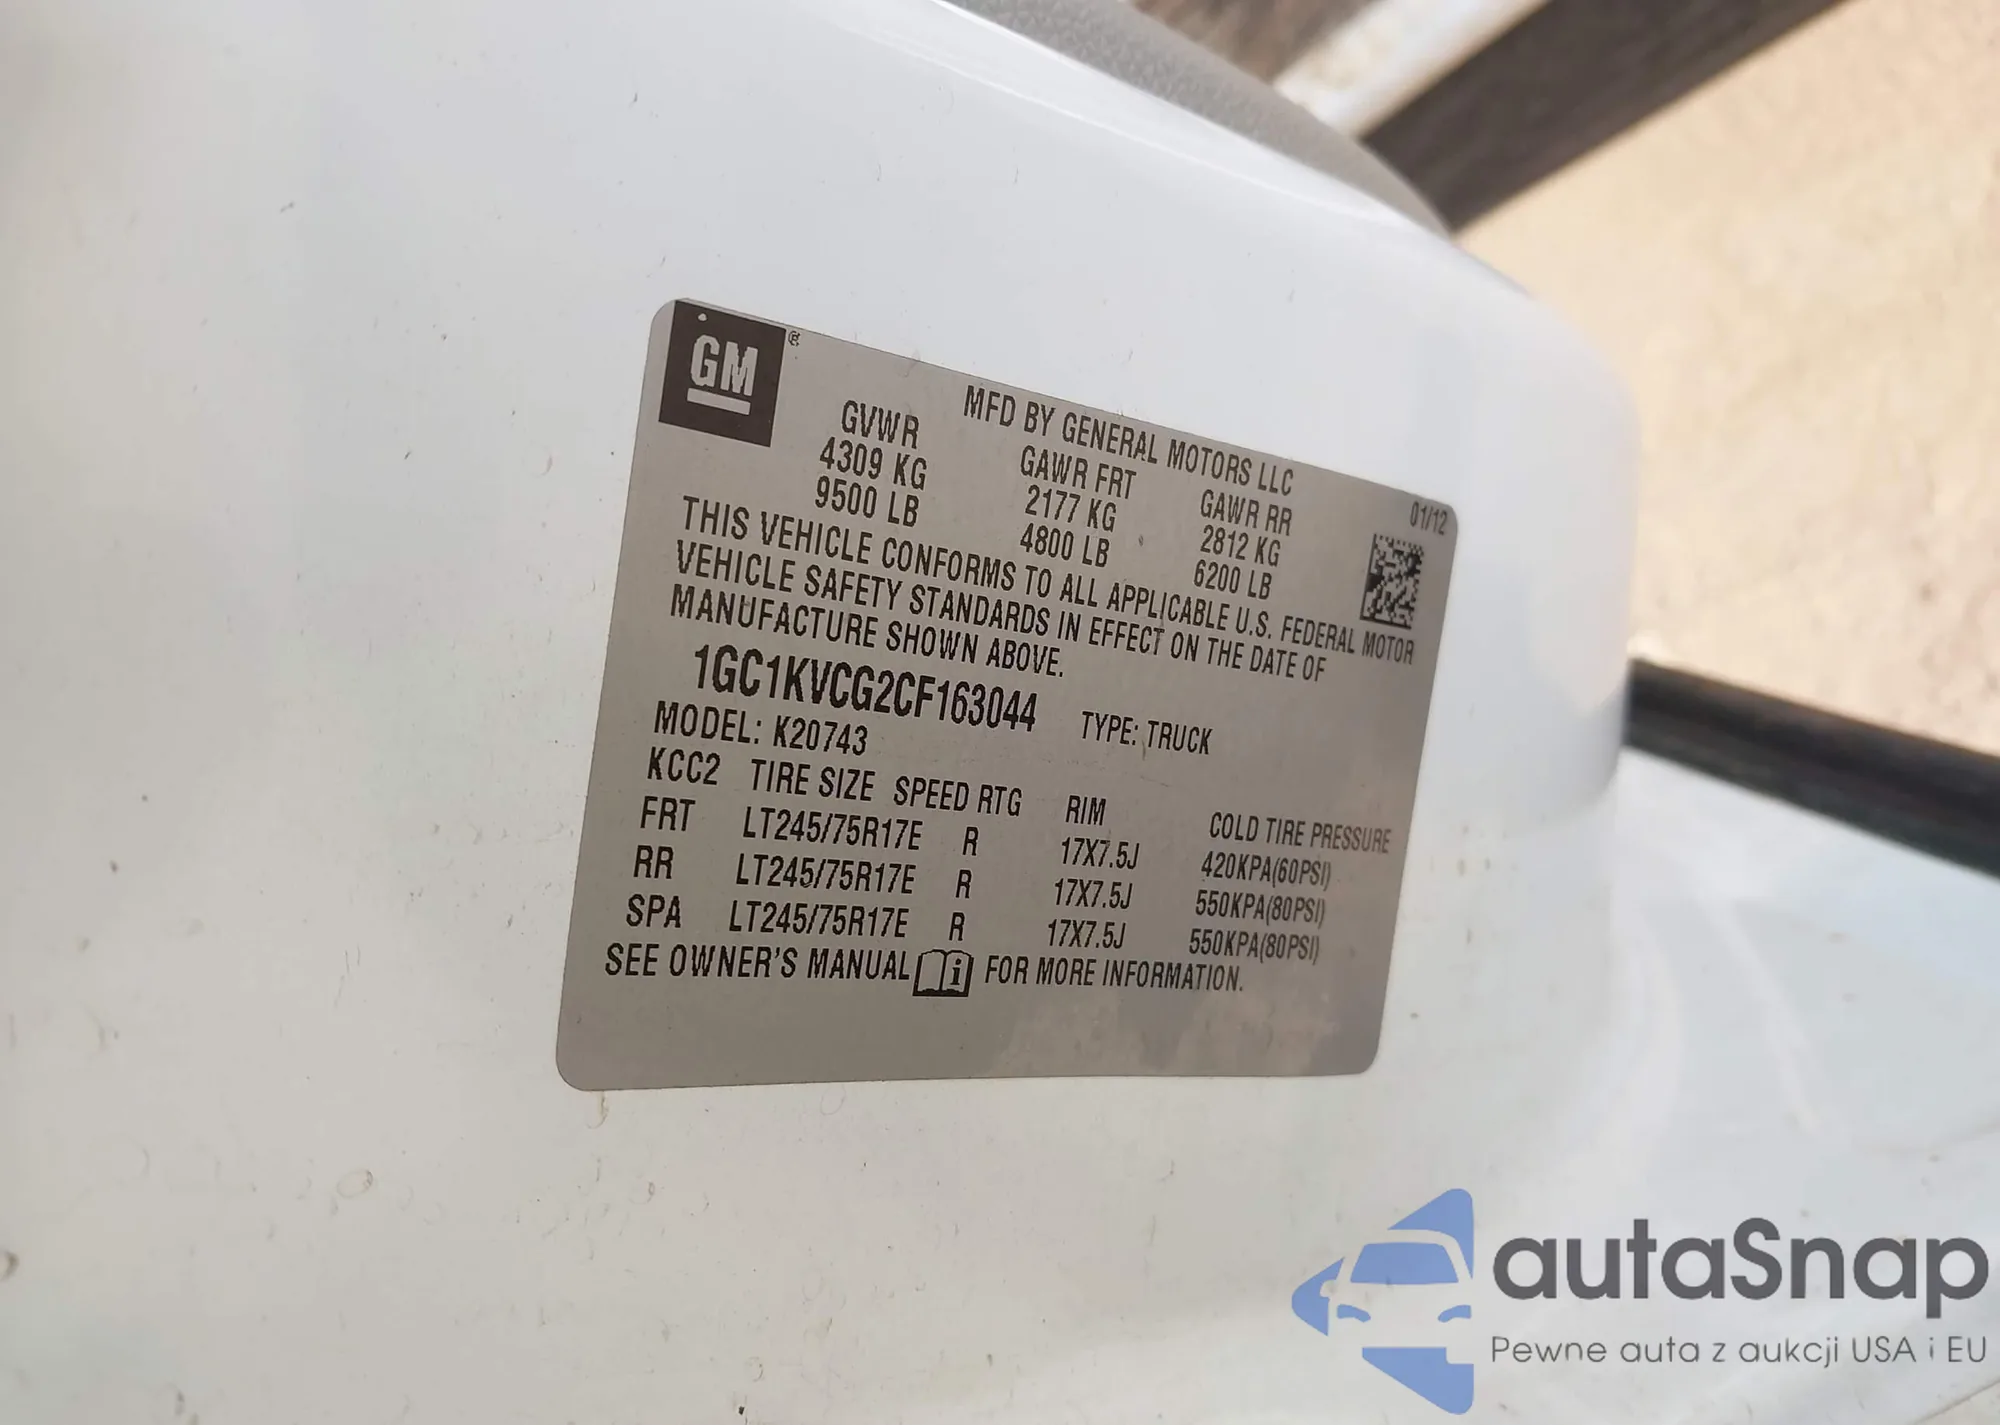 GM
MFD BY GENERAL MOTORS LLC
01/12
GVWR GAWR FRT GAWR RR
4309 KG 2177 KG 2812 KG
9500 LB 4800 LB 6200 LB
THIS VEHICLE CONFORMS TO ALL APPLICABLE U.S. FEDERAL MOTOR
VEHICLE SAFETY STANDARDS IN EFFECT ON THE DATE OF
MANUFACTURE SHOWN ABOVE.
1GC1KVCG2CF163044 TYPE: TRUCK
MODEL: K20743
KCC2 TIRE SIZE SPEED RTG RIM COLD TIRE PRESSURE
FRT LT245/75R17E R 17X7.5J 420KPA(60PSI)
RR LT245/75R17E R 17X7.5J 550KPA(80PSI)
SPA LT245/75R17E R 17X7.5J 550KPA(80PSI)
SEE OWNER'S MANUAL i FOR MORE INFORMATION.
autaSnap
Pewne auta z aukcji USA i EU